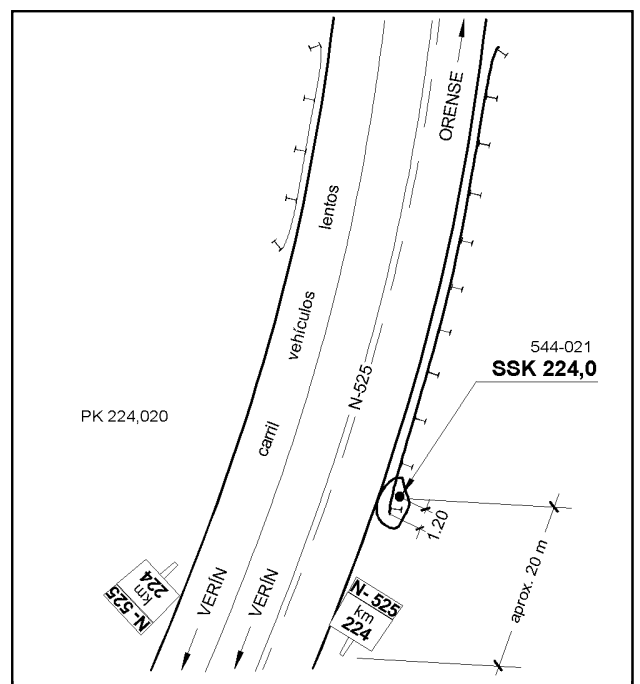 ORENSE
lentos
vehículos
carril
N-525
544-021
SSK 224,0
PK 224,020
1.20
aprox. 20 m
VERÍN
VERÍN
N-525
km
224
N- 525
km
224